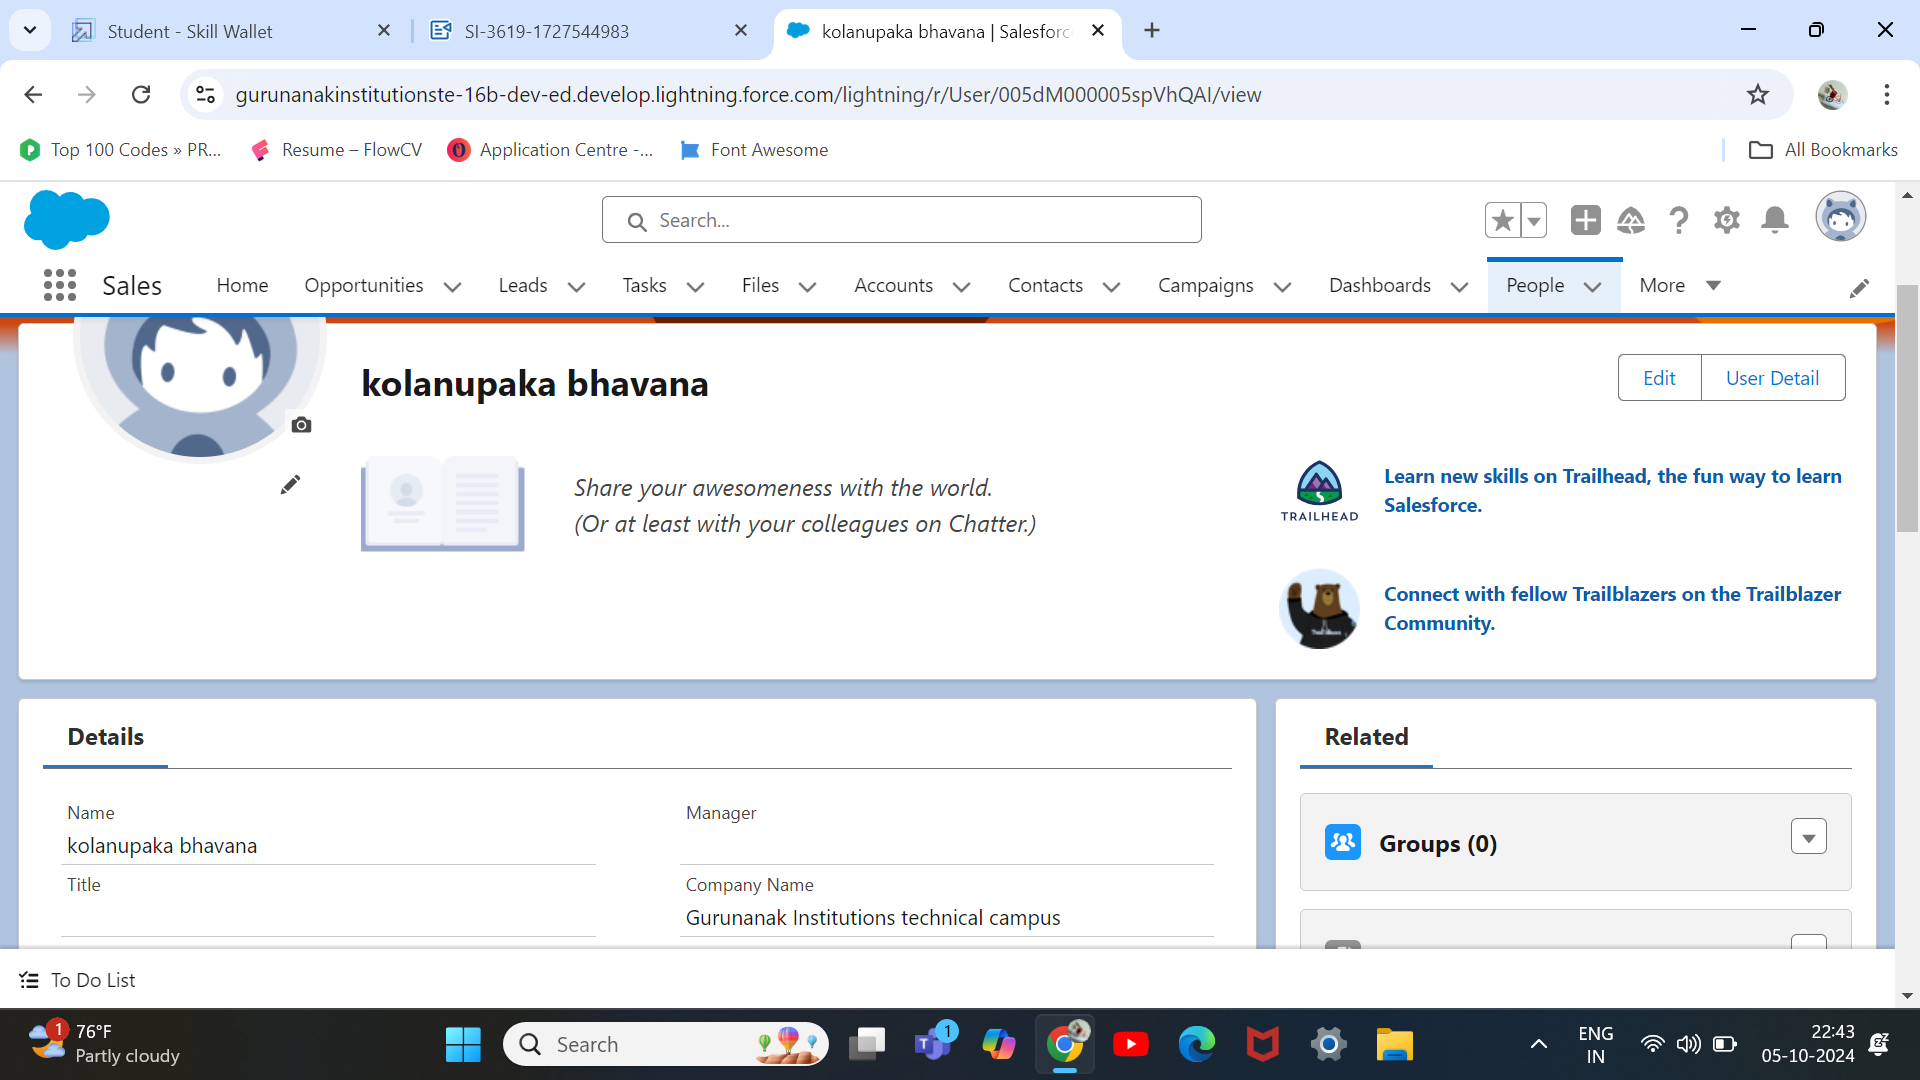 Student - Skill Wallet
SI-3619-1727544983
kolanupaka bhavana | Salesforc
gurunanakinstitutionste-16b-dev-ed.develop.lightning.force.com/lightning/r/User/005dM000005spVhQAI/view
Top 100 Codes » PR...
Resume – FlowCV
Application Centre -...
Font Awesome
All Bookmarks
Search...
Sales
Home
Opportunities
Leads
Tasks
Files
Accounts
Contacts
Campaigns
Dashboards
People
More
kolanupaka bhavana
Edit
User Detail
Share your awesomeness with the world.
(Or at least with your colleagues on Chatter.)
TRAILHEAD
Learn new skills on Trailhead, the fun way to learn
Salesforce.
Connect with fellow Trailblazers on the Trailblazer
Community.
Details
Related
Name
kolanupaka bhavana
Manager
Title
Company Name
Gurunanak Institutions technical campus
Groups (0)
To Do List
1
76°F
Partly cloudy
Search
1
ENG
IN
22:43
05-10-2024